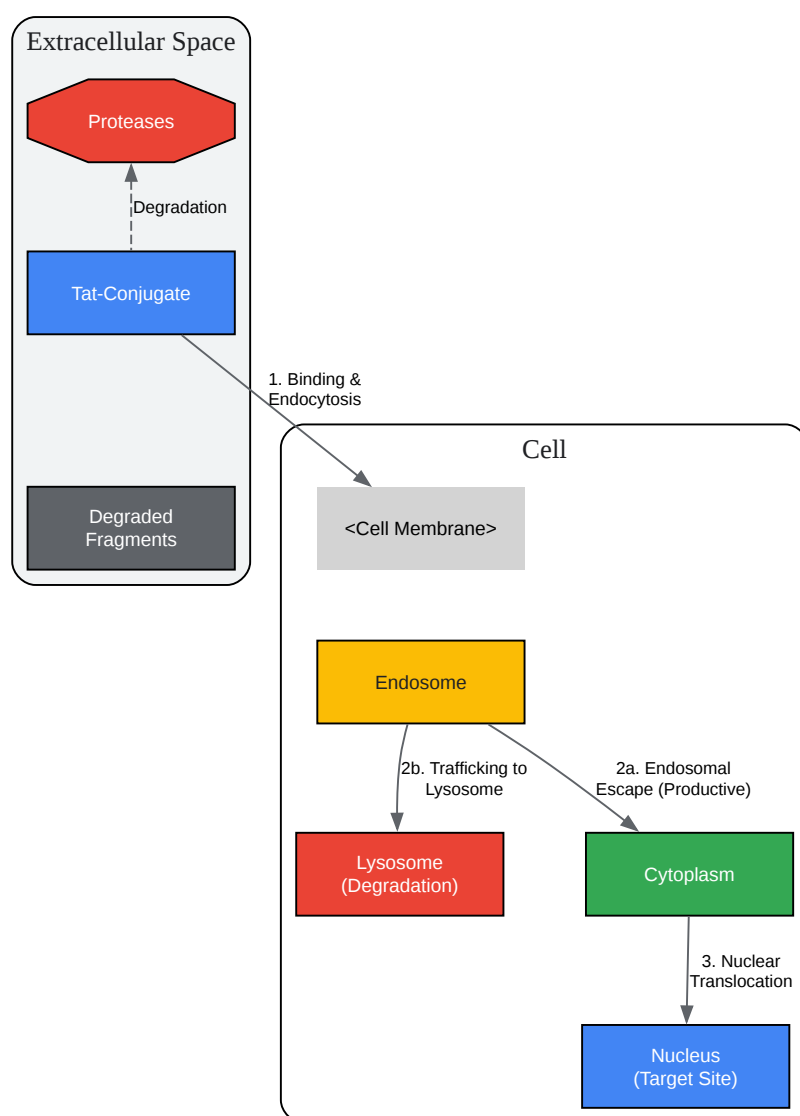 Extracellular Space
Proteases
Degradation
Tat-Conjugate
1. Binding &
Endocytosis
Cell
Degraded
Fragments
<Cell Membrane>
Endosome
2b. Trafficking to
Lysosome
2a. Endosomal
Escape (Productive)
Lysosome
(Degradation)
Cytoplasm
3. Nuclear
Translocation
Nucleus
(Target Site)